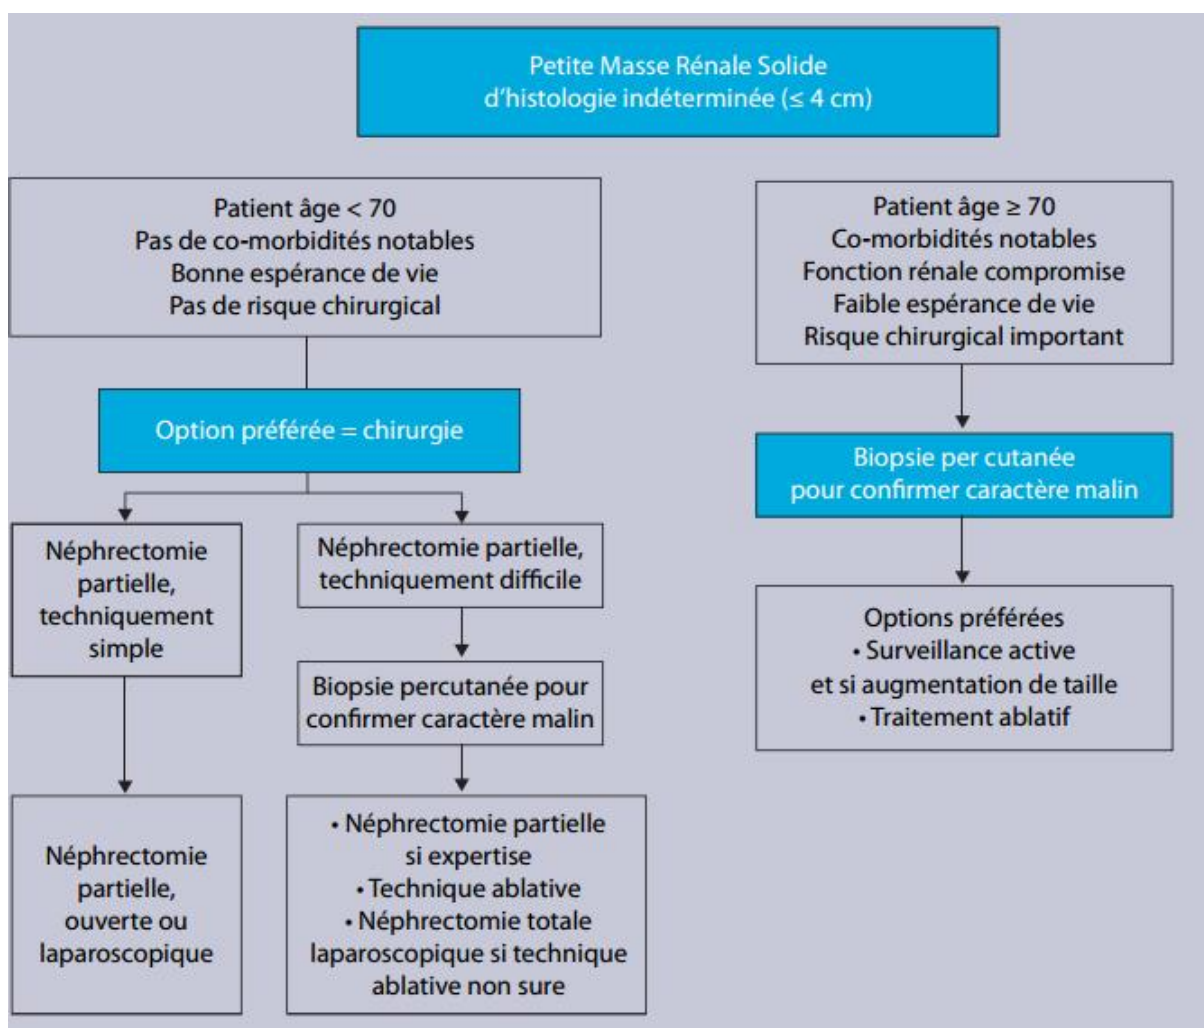 Petite Masse Rénale Solide
d’histologie indéterminée (≤ 4 cm)
Patient âge < 70
Pas de co-morbidités notables
Bonne espérance de vie
Pas de risque chirurgical
Patient âge ≥ 70
Co-morbidités notables
Fonction rénale compromise
Faible espérance de vie
Risque chirurgical important
Option préférée = chirurgie
Biopsie per cutanée
pour confirmer caractère malin
Néphrectomie
partielle,
techniquement
simple
Néphrectomie partielle,
techniquement difficile
Options préférées
• Surveillance active
et si augmentation de taille
• Traitement ablatif
Biopsie percutanée pour
confirmer caractère malin
Néphrectomie
partielle,
ouverte ou
laparoscopique
• Néphrectomie partielle
si expertise
• Technique ablative
• Néphrectomie totale
laparoscopique si technique
ablative non sure